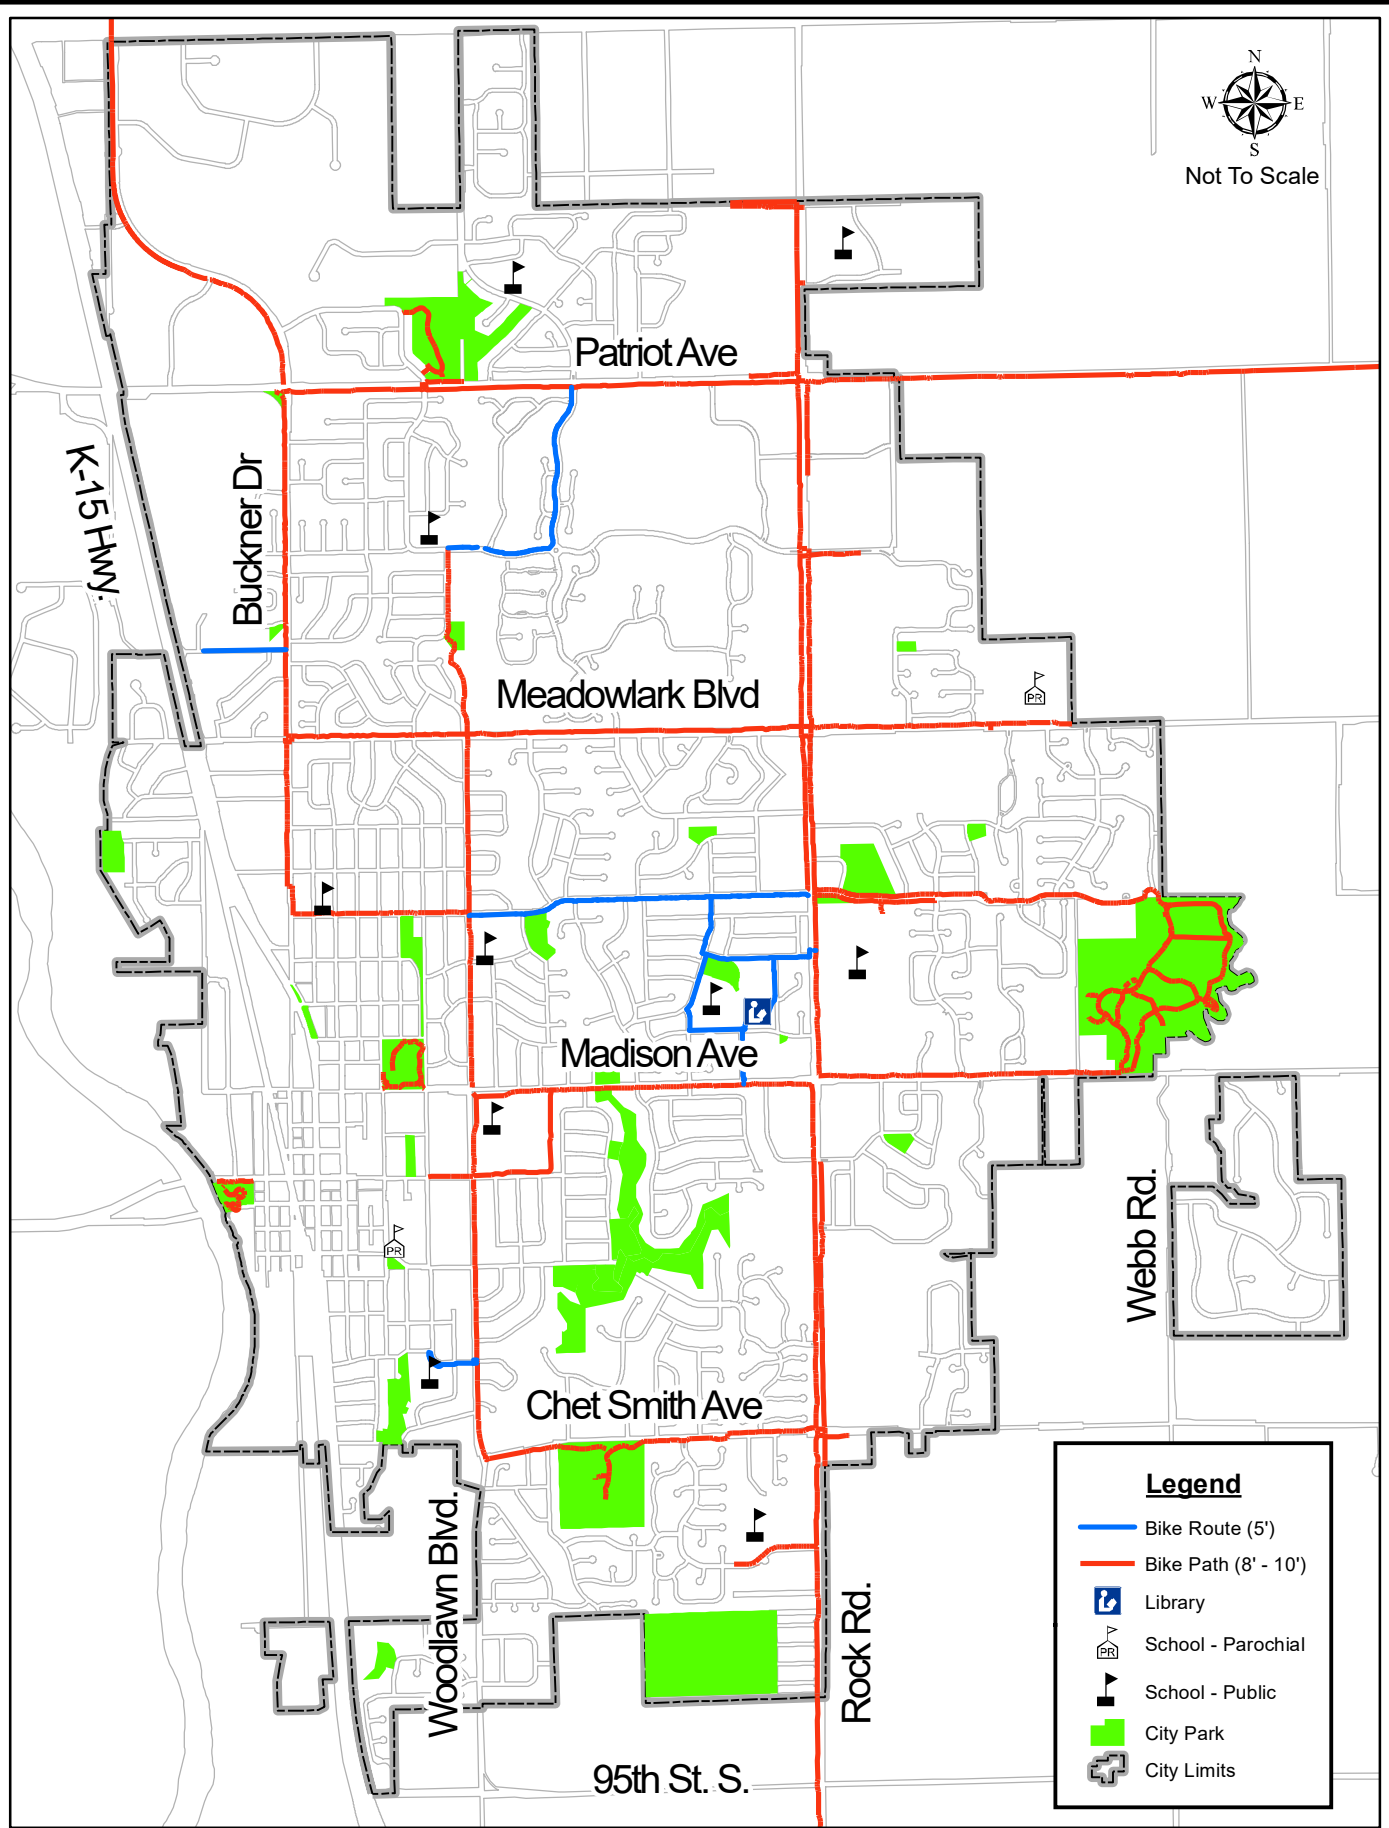 N
W E
S
Not To Scale
Patriot Ave
K-15 Hwy.
Buckner Dr
Meadowlark Blvd
PR
Madison Ave
Webb Rd.
PR
Chet Smith Ave
Woodlawn Blvd.
Rock Rd.
95th St. S.
Legend
Bike Route (5')
Bike Path (8' - 10')
Library
PR
School - Parochial
School - Public
City Park
City Limits